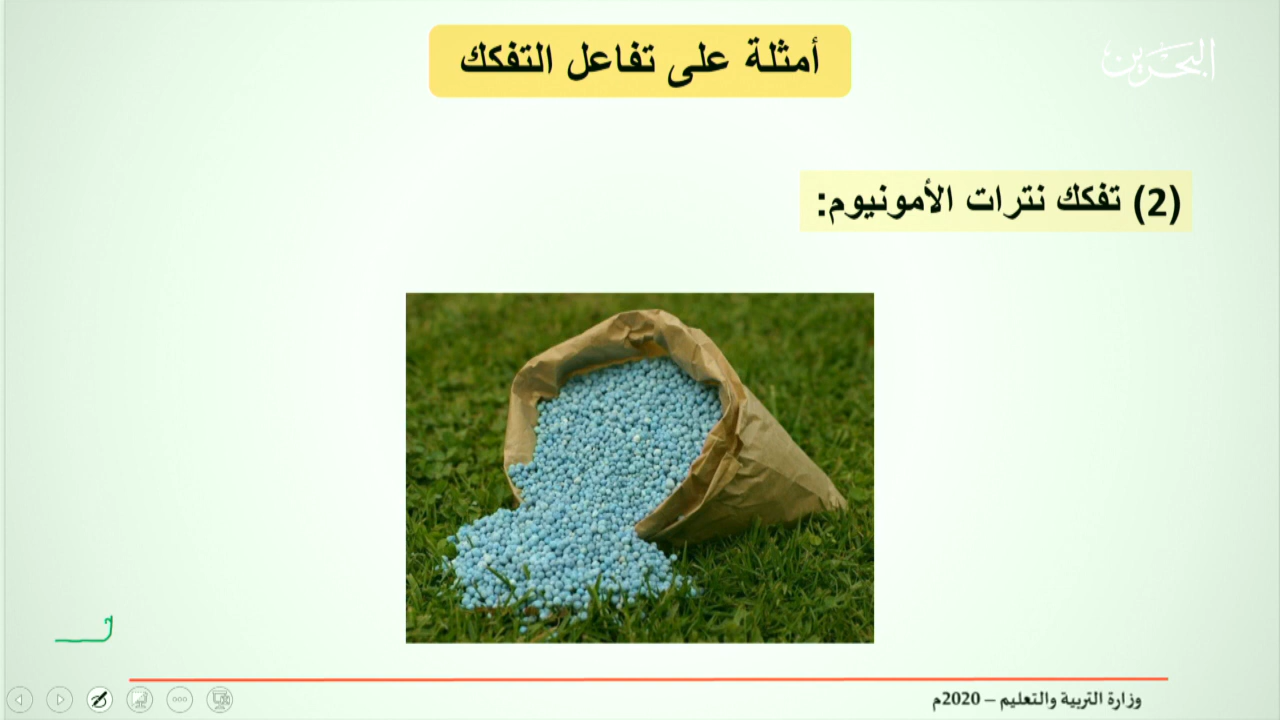 أمثلة على تفاعل التفكك
البحرين
(2) تفكك نترات الأمونيوم:
وزارة التربية والتعليم – 2020م